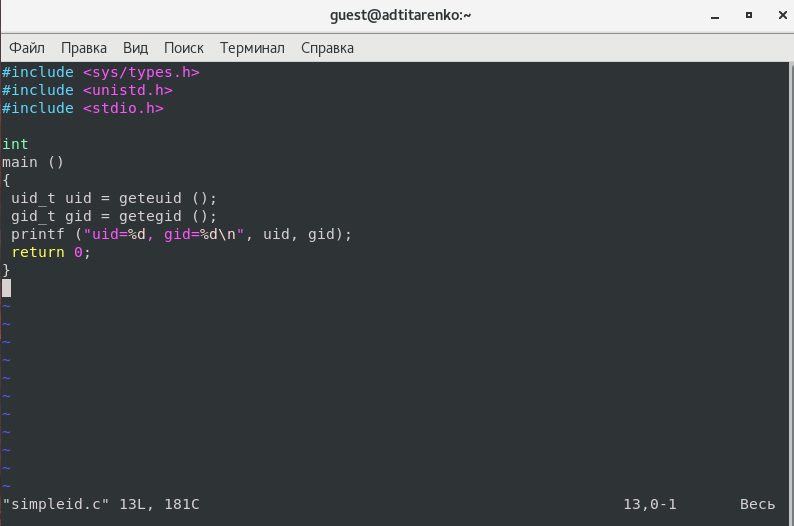 guest@adtitarenko:~
Файл Правка Вид Поиск Терминал Справка
#include <sys/types.h>
#include <unistd.h>
#include <stdio.h>
int
main ()
{
 uid_t uid = geteuid ();
 gid_t gid = getegid ();
 printf ("uid=%d, gid=%d\n", uid, gid);
 return 0;
}
~
~
~
~
~
~
~
~
~
~
~
"simpleid.c" 13L, 181C 13,0-1 Весь